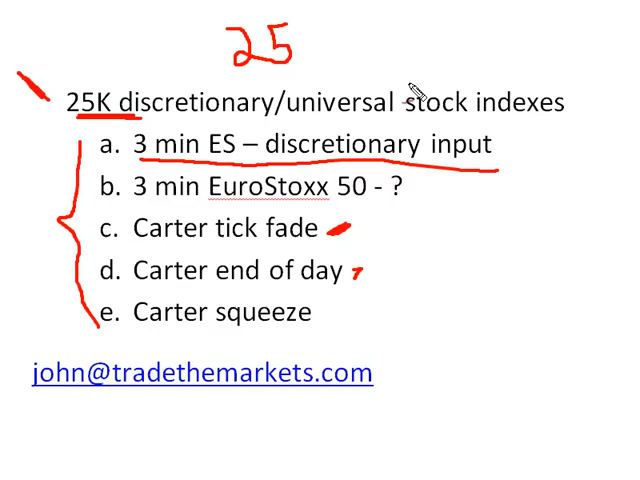 25
25K discretionary/universal stock indexes
a. 3 min ES – discretionary input
b. 3 min EuroStoxx 50 - ?
c. Carter tick fade
d. Carter end of day
e. Carter squeeze
john@tradethemarkets.com